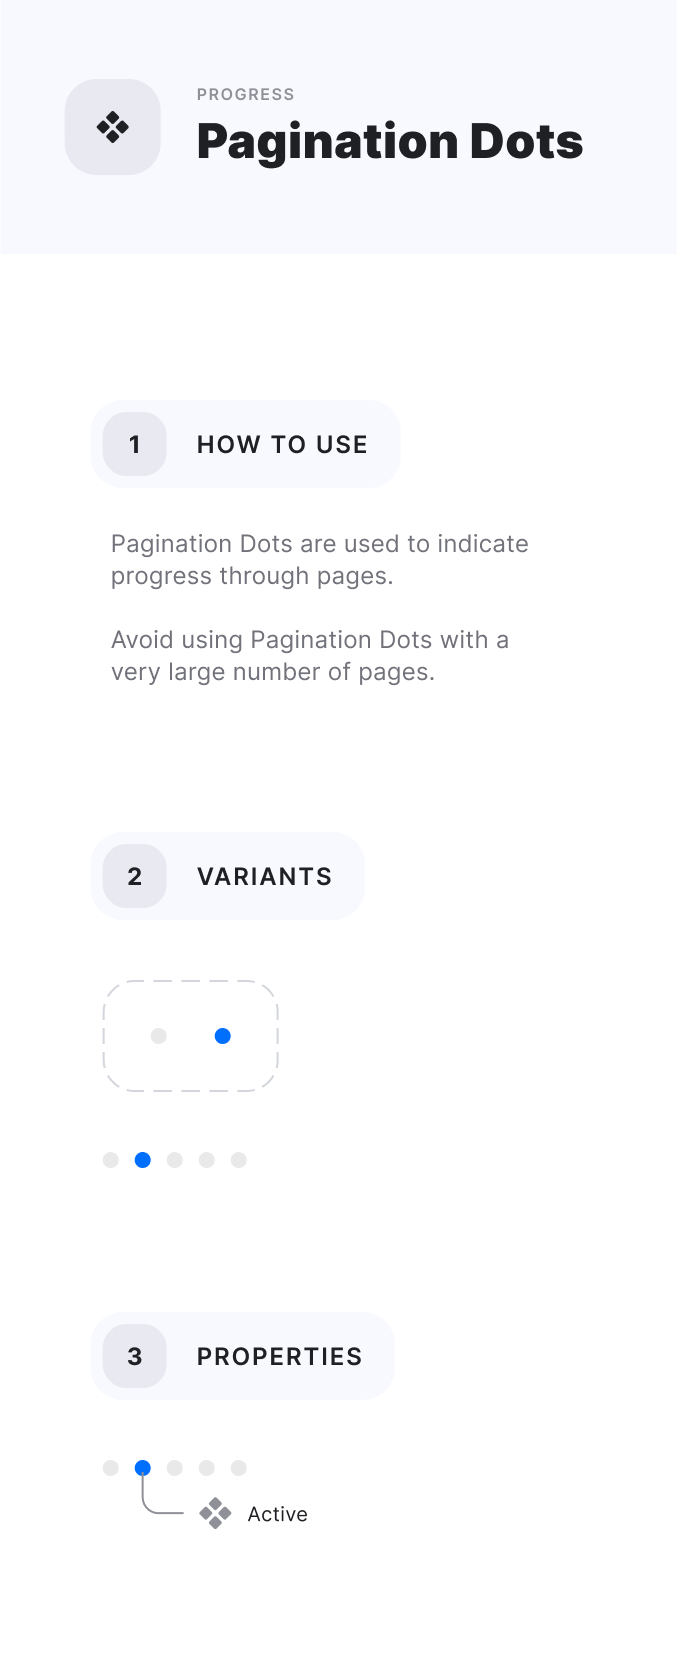 PROGRESS
Pagination Dots
1
HOW TO USE
Pagination Dots are used to indicate
progress through pages.
Avoid using Pagination Dots with a
very large number of pages.
2
VARIANTS
3
PROPERTIES
Active